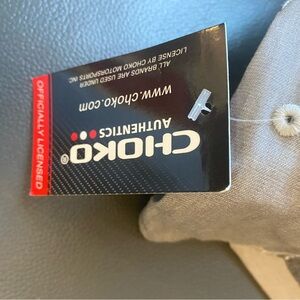 CHOKO®
AUTHENTICS
www.choko.com
ALL BRANDS ARE USED UNDER
LICENSE BY CHOKO MOTORSPORTS INC
OFFICIALLY LICENSED